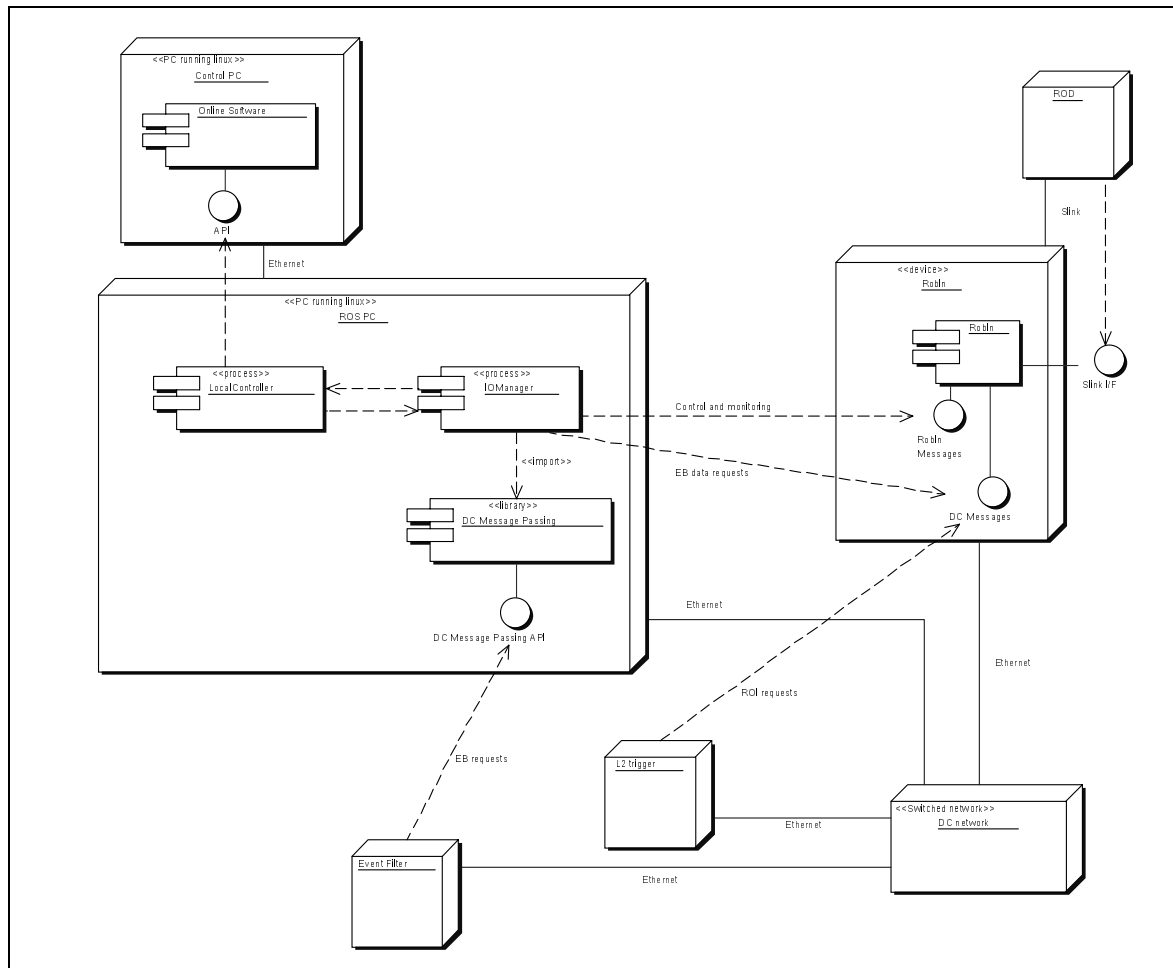 <<PC running linux>>
Control PC
Online Software
API
Ethernet
ROD
Slink
<<device>>
RobIn
RobIn
Slink I/F
RobIn
Messages
DC Messages
<<PC running linux>>
ROS PC
<<process>>
LocalController
<<process>>
IOManager
Control and monitoring
<<import>>
EB data requests
<<library>>
DC Message Passing
DC Message Passing API
Ethernet
Ethernet
ROI requests
EB requests
L2 trigger
<<Switched network>>
DC network
Ethernet
Event Filter
Ethernet